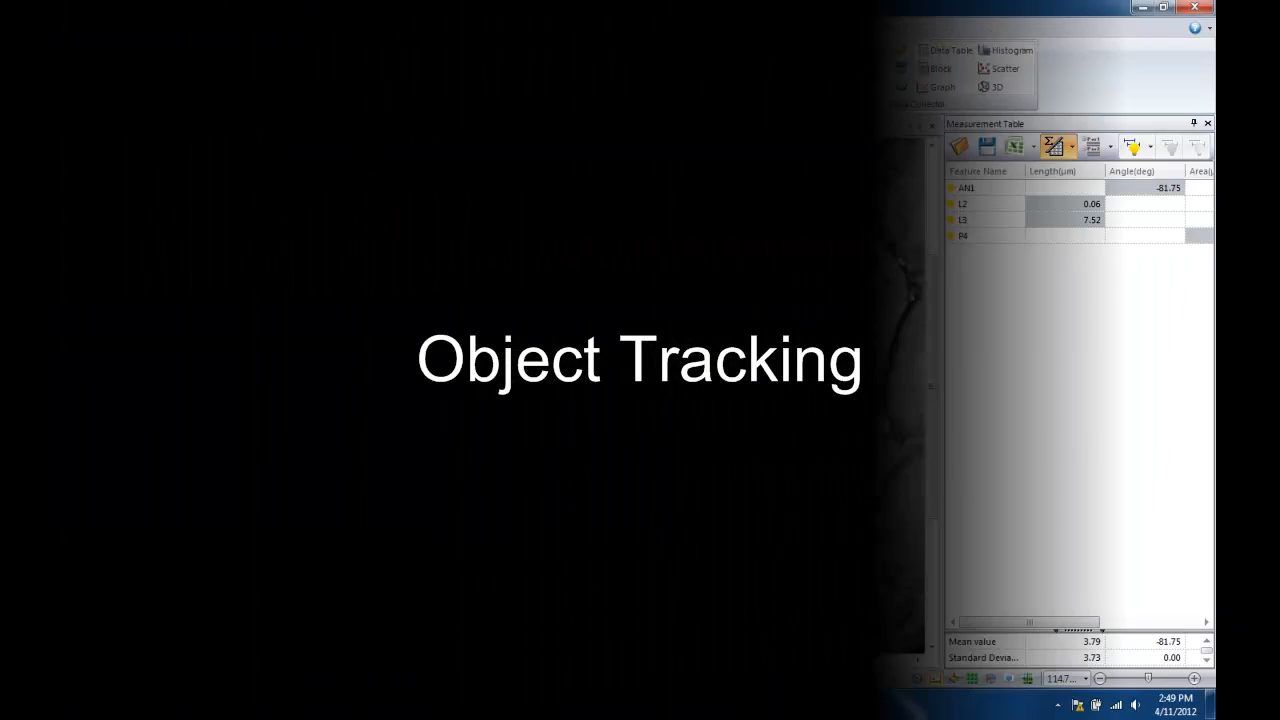 Data Table Histogram
Block Scatter
Graph 3D
Measurement Table
Feature Name Length(µm) Angle(deg)
AN1 -81.75
L2 0.06
L3 7.52
P4
Object Tracking
Mean value 3.79 -81.75
Standard Devia... 3.73 0.00
114.7...
2:49 PM
4/11/2012